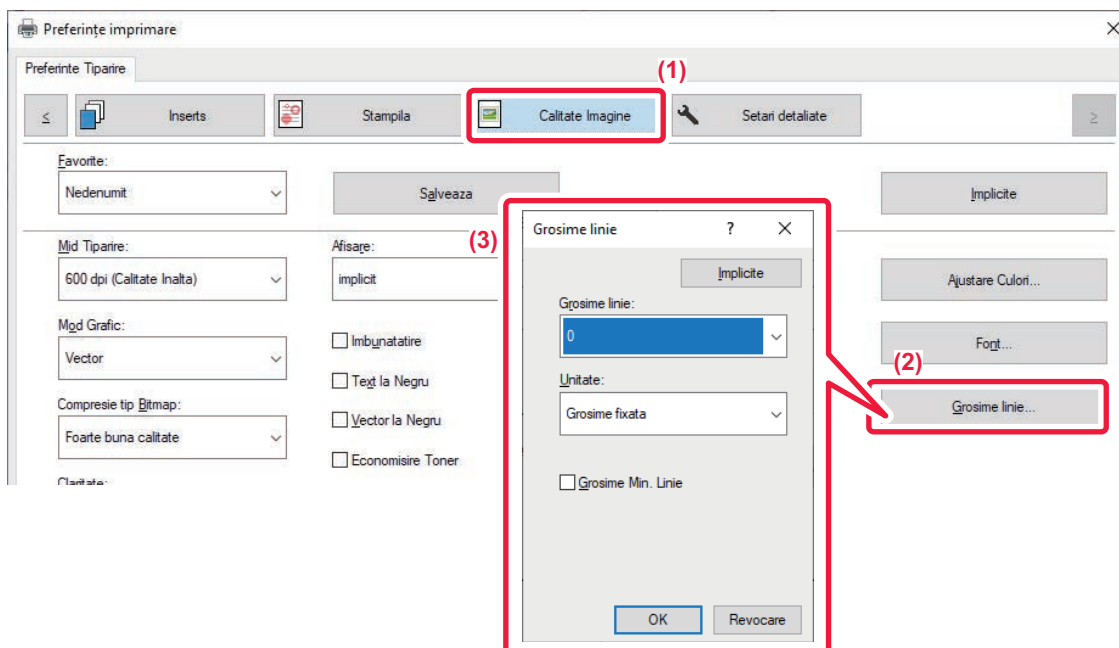 Preferințe imprimare
Preferinte Tiparire
(1)
<
Inserts
Stampila
Calitate Imagine
Setari detaliate
>
Favorite:
Nedenumit
Salveaza
Implicite
(3)
Mid Tiparire:
600 dpi (Calitate Inalta)
Afisare:
implicit
Ajustare Culori...
Mod Grafic:
Vector
Imbunatatire
Text la Negru
Vector la Negru
Economisire Toner
Font...
(2)
Grosime linie...
Compresie tip Bitmap:
Foarte buna calitate
Claritate:
Grosime linie
?
Implicite
Grosime linie:
0
Unitate:
Grosime fixata
Grosime Min. Linie
OK
Revocare